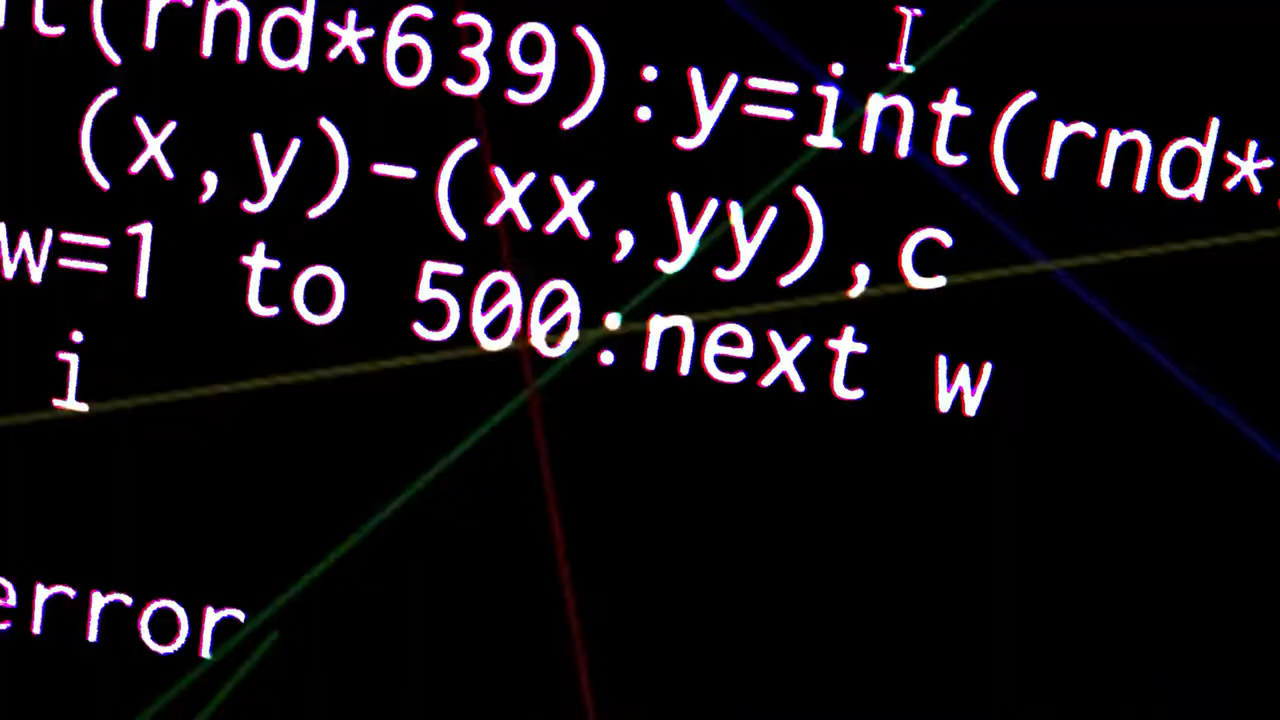 t(rnd*639):y=int(rnd*
(x,y)-(xx,yy),c
w=1 to 500:next w
i
error